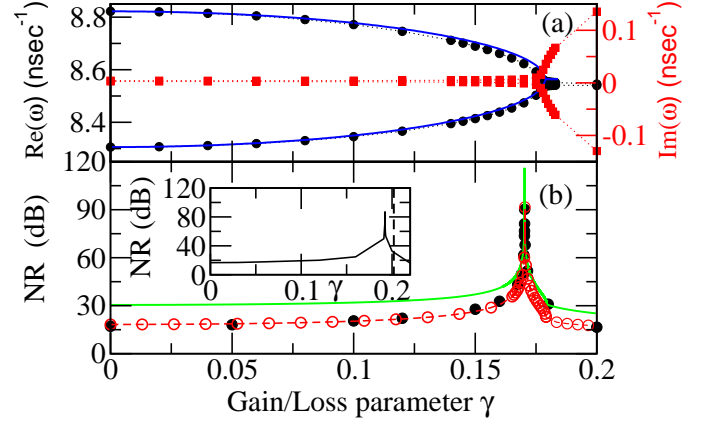 8.8
8.6
8.4
Re(ω) (nsec⁻¹)
(a)
0.1
0
-0.1
Im(ω) (nsec⁻¹)
120
90
60
30
0
NR (dB)
(b)
120
80
40
0
NR (dB)
0
0.1
γ
0.2
0
0.05
0.1
0.15
0.2
Gain/Loss parameter γ